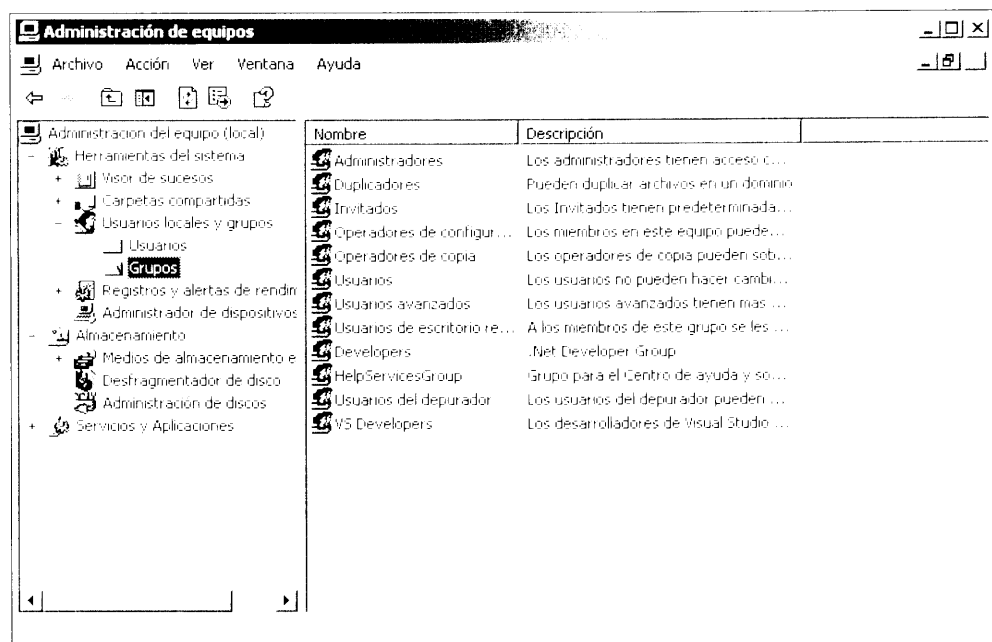 Administración de equipos
Archivo Acción Ver Ventana Ayuda
Administración del equipo (local)
Herramientas del sistema
Visor de sucesos
Carpetas compartidas
Usuarios locales y grupos
Usuarios
Grupos
Registros y alertas de rendim
Administrador de dispositivos
Almacenamiento
Medios de almacenamiento e
Desfragmentador de disco
Administración de discos
Servicios y Aplicaciones
Nombre Descripción
Administradores Los administradores tienen acceso c...
Duplicadores Pueden duplicar archivos en un dominio
Invitados Los Invitados tienen predeterminada...
Operadores de configur... Los miembros en este equipo puede...
Operadores de copia Los operadores de copia pueden sob...
Usuarios Los usuarios no pueden hacer cambi...
Usuarios avanzados Los usuarios avanzados tienen más ...
Usuarios de escritorio re... A los miembros de este grupo se les ...
Developers .Net Developer Group
HelpServicesGroup Grupo para el Centro de ayuda y so...
Usuarios del depurador Los usuarios del depurador pueden ...
VS Developers Los desarrolladores de Visual Studio ...